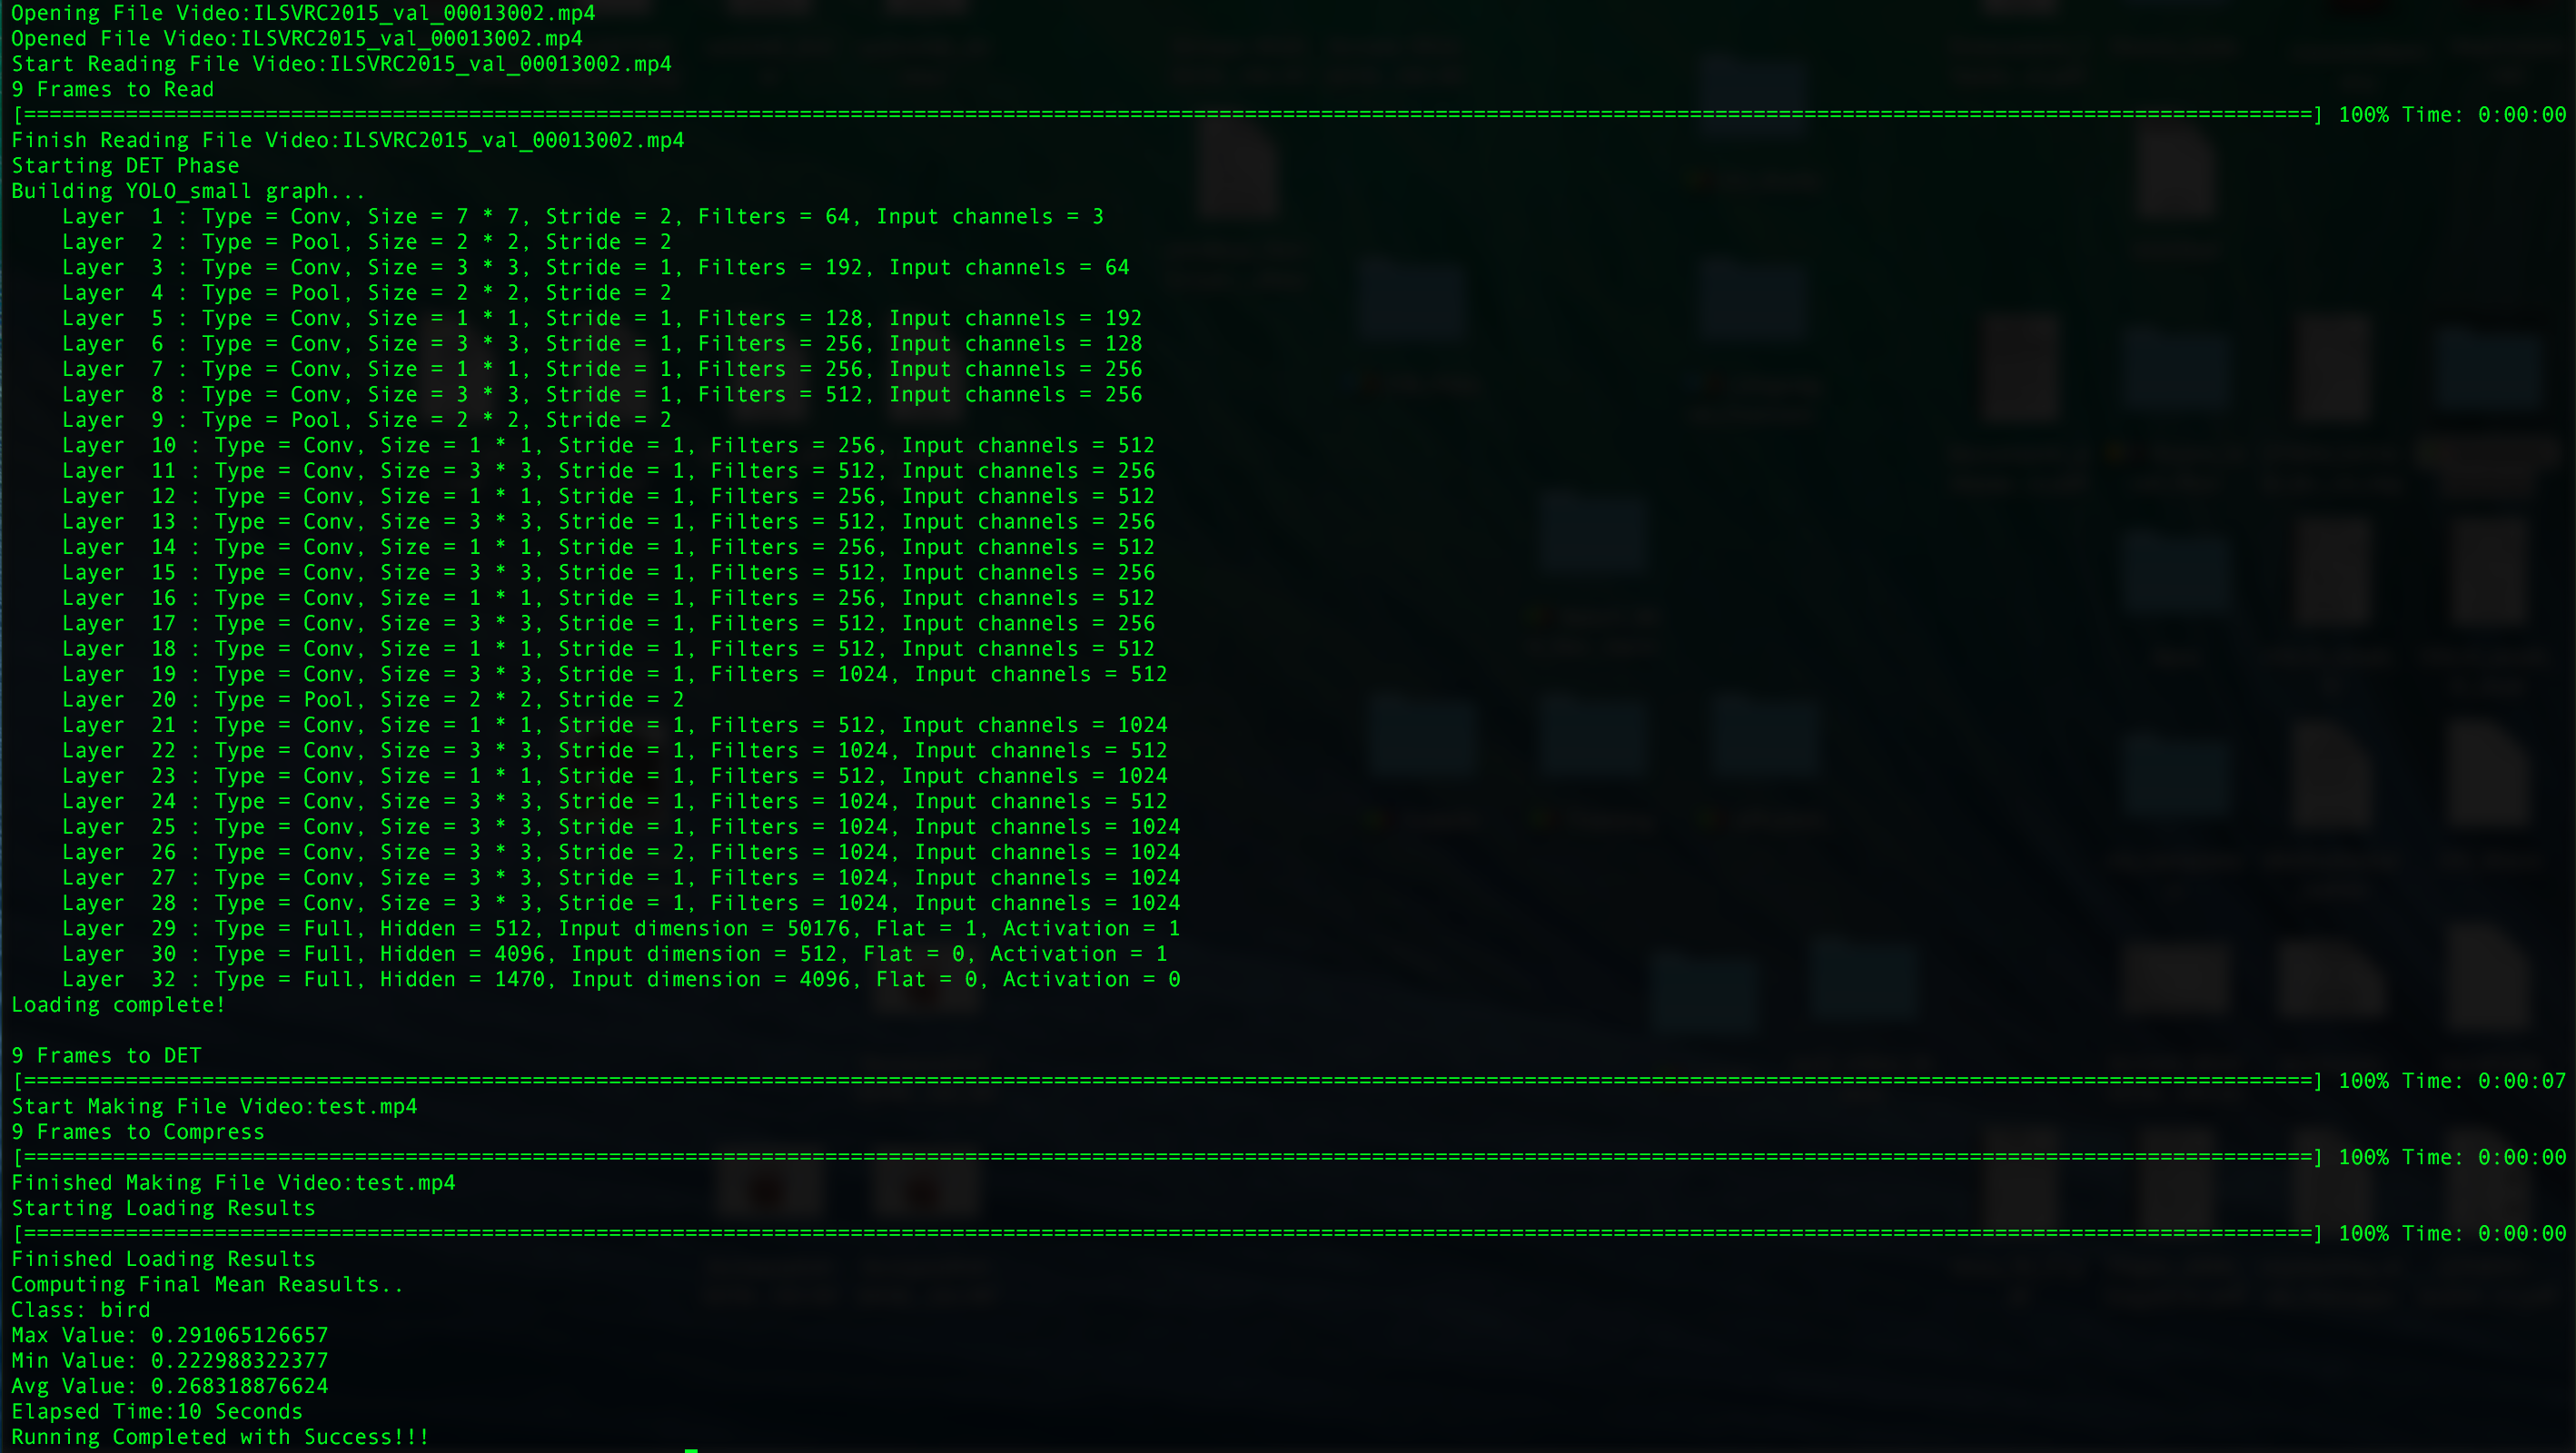 Opening File Video:ILSVRC2015_val_00013002.mp4
Opened File Video:ILSVRC2015_val_00013002.mp4
Start Reading File Video:ILSVRC2015_val_00013002.mp4
9 Frames to Read
[====================================================================================================================================================================================] 100% Time: 0:00:00
Finish Reading File Video:ILSVRC2015_val_00013002.mp4
Starting DET Phase
Building YOLO_small graph...
    Layer  1 : Type = Conv, Size = 7 * 7, Stride = 2, Filters = 64, Input channels = 3
    Layer  2 : Type = Pool, Size = 2 * 2, Stride = 2
    Layer  3 : Type = Conv, Size = 3 * 3, Stride = 1, Filters = 192, Input channels = 64
    Layer  4 : Type = Pool, Size = 2 * 2, Stride = 2
    Layer  5 : Type = Conv, Size = 1 * 1, Stride = 1, Filters = 128, Input channels = 192
    Layer  6 : Type = Conv, Size = 3 * 3, Stride = 1, Filters = 256, Input channels = 128
    Layer  7 : Type = Conv, Size = 1 * 1, Stride = 1, Filters = 256, Input channels = 256
    Layer  8 : Type = Conv, Size = 3 * 3, Stride = 1, Filters = 512, Input channels = 256
    Layer  9 : Type = Pool, Size = 2 * 2, Stride = 2
    Layer  10 : Type = Conv, Size = 1 * 1, Stride = 1, Filters = 256, Input channels = 512
    Layer  11 : Type = Conv, Size = 3 * 3, Stride = 1, Filters = 512, Input channels = 256
    Layer  12 : Type = Conv, Size = 1 * 1, Stride = 1, Filters = 256, Input channels = 512
    Layer  13 : Type = Conv, Size = 3 * 3, Stride = 1, Filters = 512, Input channels = 256
    Layer  14 : Type = Conv, Size = 1 * 1, Stride = 1, Filters = 256, Input channels = 512
    Layer  15 : Type = Conv, Size = 3 * 3, Stride = 1, Filters = 512, Input channels = 256
    Layer  16 : Type = Conv, Size = 1 * 1, Stride = 1, Filters = 256, Input channels = 512
    Layer  17 : Type = Conv, Size = 3 * 3, Stride = 1, Filters = 512, Input channels = 256
    Layer  18 : Type = Conv, Size = 1 * 1, Stride = 1, Filters = 512, Input channels = 512
    Layer  19 : Type = Conv, Size = 3 * 3, Stride = 1, Filters = 1024, Input channels = 512
    Layer  20 : Type = Pool, Size = 2 * 2, Stride = 2
    Layer  21 : Type = Conv, Size = 1 * 1, Stride = 1, Filters = 512, Input channels = 1024
    Layer  22 : Type = Conv, Size = 3 * 3, Stride = 1, Filters = 1024, Input channels = 512
    Layer  23 : Type = Conv, Size = 1 * 1, Stride = 1, Filters = 512, Input channels = 1024
    Layer  24 : Type = Conv, Size = 3 * 3, Stride = 1, Filters = 1024, Input channels = 512
    Layer  25 : Type = Conv, Size = 3 * 3, Stride = 1, Filters = 1024, Input channels = 1024
    Layer  26 : Type = Conv, Size = 3 * 3, Stride = 2, Filters = 1024, Input channels = 1024
    Layer  27 : Type = Conv, Size = 3 * 3, Stride = 1, Filters = 1024, Input channels = 1024
    Layer  28 : Type = Conv, Size = 3 * 3, Stride = 1, Filters = 1024, Input channels = 1024
    Layer  29 : Type = Full, Hidden = 512, Input dimension = 50176, Flat = 1, Activation = 1
    Layer  30 : Type = Full, Hidden = 4096, Input dimension = 512, Flat = 0, Activation = 1
    Layer  32 : Type = Full, Hidden = 1470, Input dimension = 4096, Flat = 0, Activation = 0
Loading complete!
9 Frames to DET
[====================================================================================================================================================================================] 100% Time: 0:00:07
Start Making File Video:test.mp4
9 Frames to Compress
[====================================================================================================================================================================================] 100% Time: 0:00:00
Finished Making File Video:test.mp4
Starting Loading Results
[====================================================================================================================================================================================] 100% Time: 0:00:00
Finished Loading Results
Computing Final Mean Reasults..
Class: bird
Max Value: 0.291065126657
Min Value: 0.222988322377
Avg Value: 0.268318876624
Elapsed Time:10 Seconds
Running Completed with Success!!!